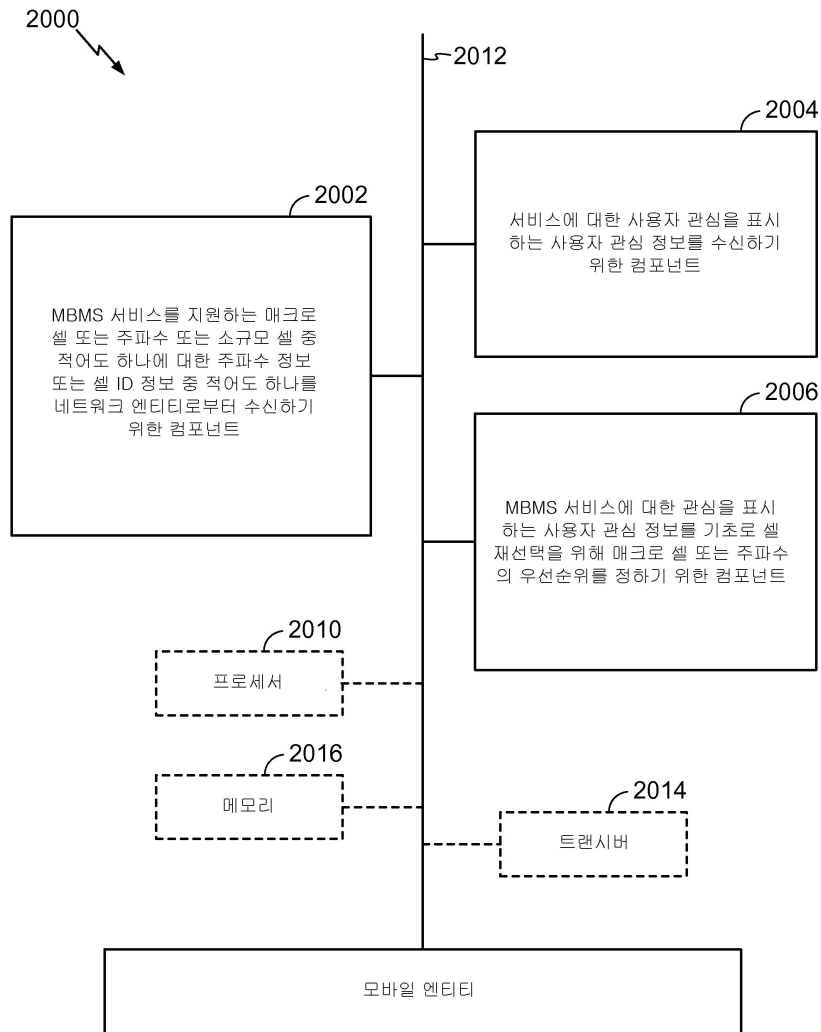 2000
2012
2004
서비스에 대한 사용자 관심을 표시
하는 사용자 관심 정보를 수신하기
위한 컴포넌트
2002
MBMS 서비스를 지원하는 매크로
셀 또는 주파수 또는 소규모 셀 중
적어도 하나에 대한 주파수 정보
또는 셀 ID 정보 중 적어도 하나를
네트워크 엔티티로부터 수신하기
위한 컴포넌트
2006
MBMS 서비스에 대한 관심을 표시
하는 사용자 관심 정보를 기초로 셀
재선택을 위해 매크로 셀 또는 주파수
의 우선순위를 정하기 위한 컴포넌트
2010
프로세서
2016
메모리
2014
트랜시버
모바일 엔티티